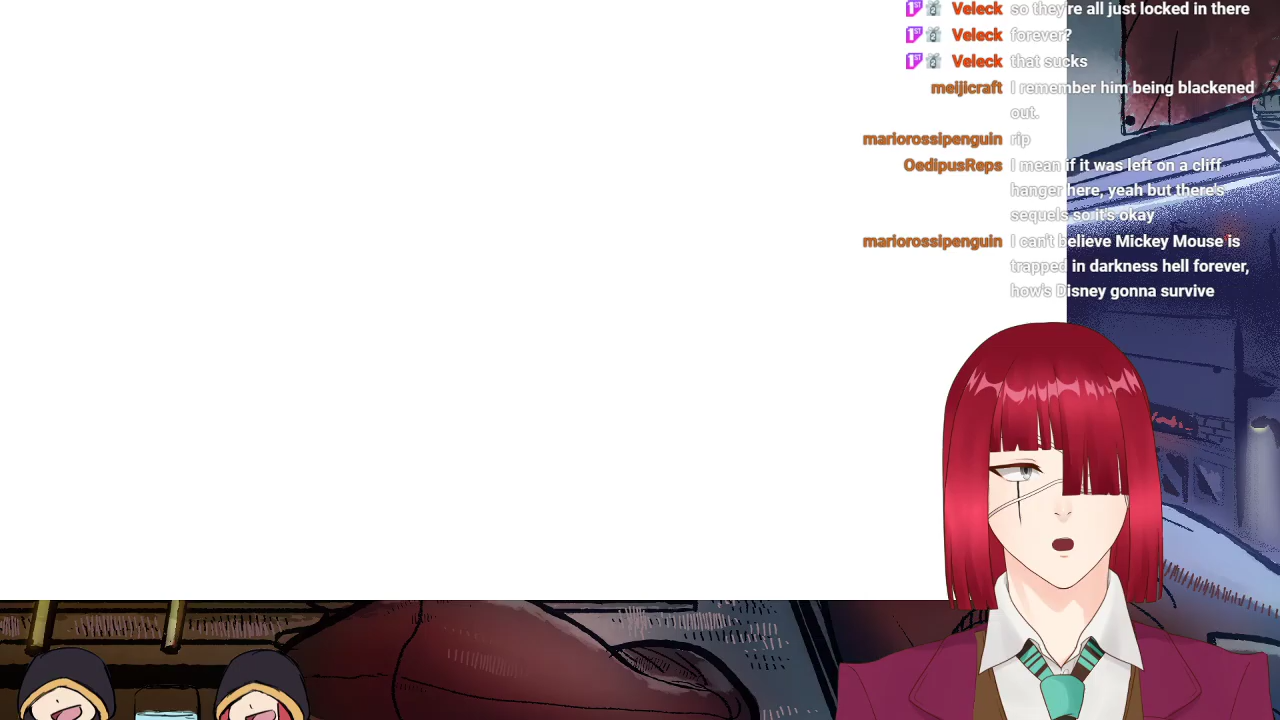 Veleck so they're all just locked in there
Veleck forever?
Veleck that sucks
meijicraft I remember him being blackened
out.
mariorossipenguin rip
OedipusReps I mean if it was left on a cliff
hanger here, yeah but there's
sequels so it's okay
mariorossipenguin I can't believe Mickey Mouse is
trapped in darkness hell forever,
how's Disney gonna survive